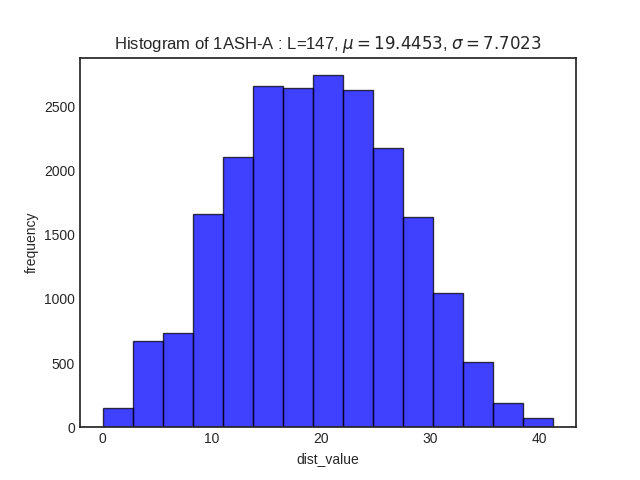 Histogram of 1ASH-A : L=147, μ = 19.4453, σ = 7.7023
frequency
2500
2000
1500
1000
500
0
0 10 20 30 40
dist_value